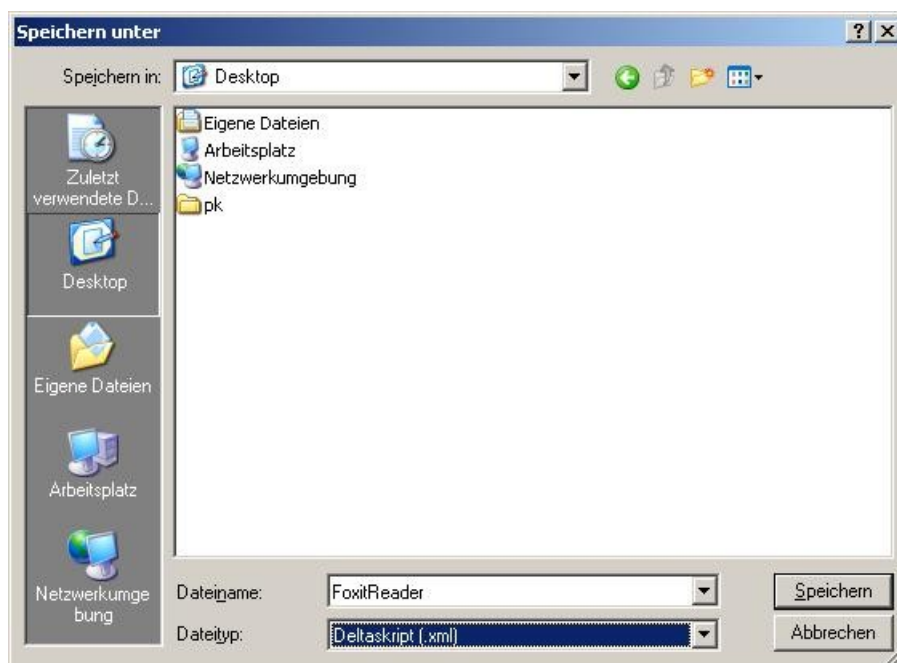 Speichern unter
Speichern in: Desktop
Zuletzt
verwendete D...
Desktop
Eigene Dateien
Arbeitsplatz
Netzwerkumge
bung
Eigene Dateien
Arbeitsplatz
Netzwerkumgebung
pk
Dateiname: FoxitReader Speichern
Dateityp: Deltaskript (.xml) Abbrechen